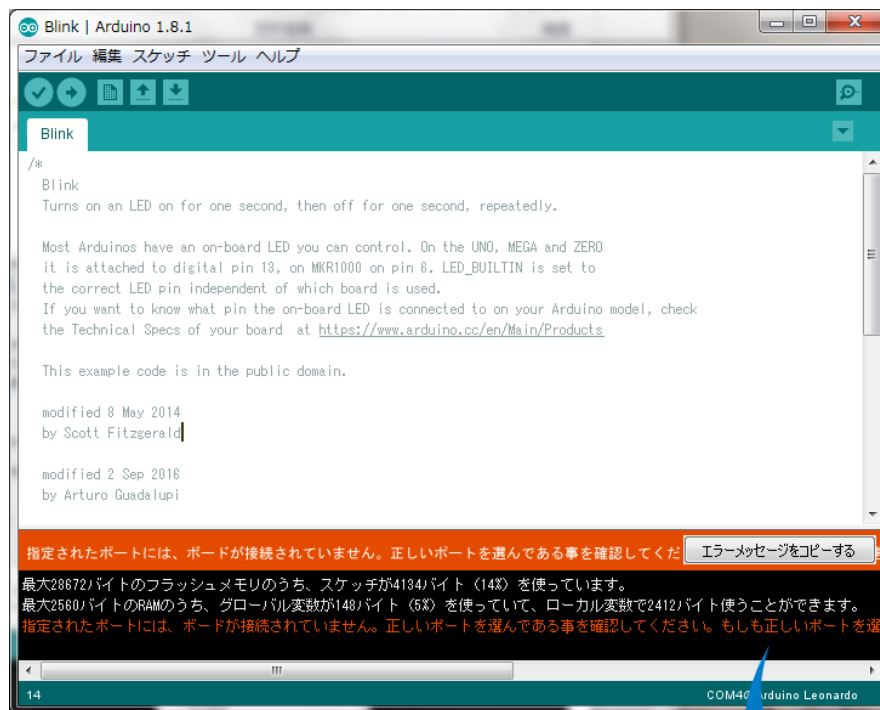 Blink | Arduino 1.8.1
ファイル 編集 スケッチ ツール ヘルプ
Blink
/*
Blink
Turns on an LED on for one second, then off for one second, repeatedly.
Most Arduinos have an on-board LED you can control. On the UNO, MEGA and ZERO
it is attached to digital pin 13, on MKR1000 on pin 6. LED_BUILTIN is set to
the correct LED pin independent of which board is used.
If you want to know what pin the on-board LED is connected to on your Arduino model, check
the Technical Specs of your board at https://www.arduino.cc/en/Main/Products
This example code is in the public domain.
modified 8 May 2014
by Scott Fitzgerald
modified 2 Sep 2016
by Arturo Guadalupi
指定されたポートには、ボードが接続されていません。正しいポートを選んである事を確認してくだ
エラーメッセージをコピーする
最大28672バイトのフラッシュメモリのうち、スケッチが4134バイト（14%）を使っています。
最大2560バイトのRAMのうち、グローバル変数が148バイト（5%）を使っていて、ローカル変数で2412バイト使うことができます。
指定されたポートには、ボードが接続されていません。正しいポートを選んである事を確認してください。もしも正しいポートを選
14
COM4の Arduino Leonardo